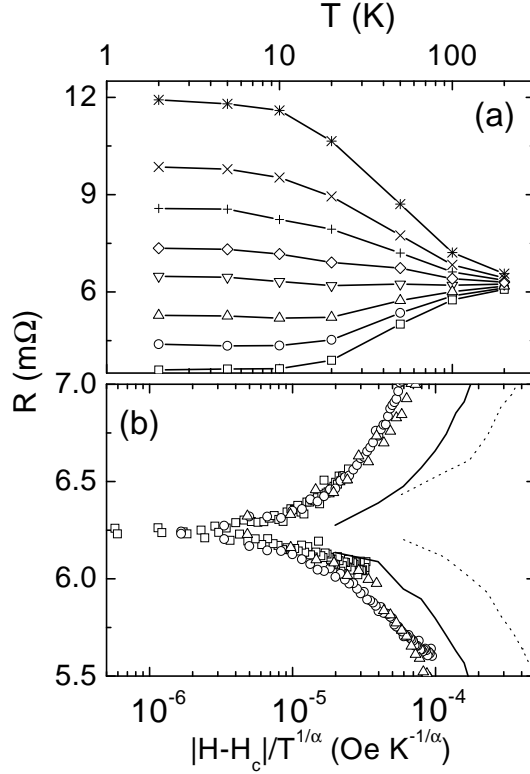 T (K)
1 10 100
12
9
6
(a)
R (mΩ)
7.0
6.5
6.0
5.5
(b)
10^-6 10^-5 10^-4
|H-H_c|/T^{1/α} (Oe K^{-1/α})